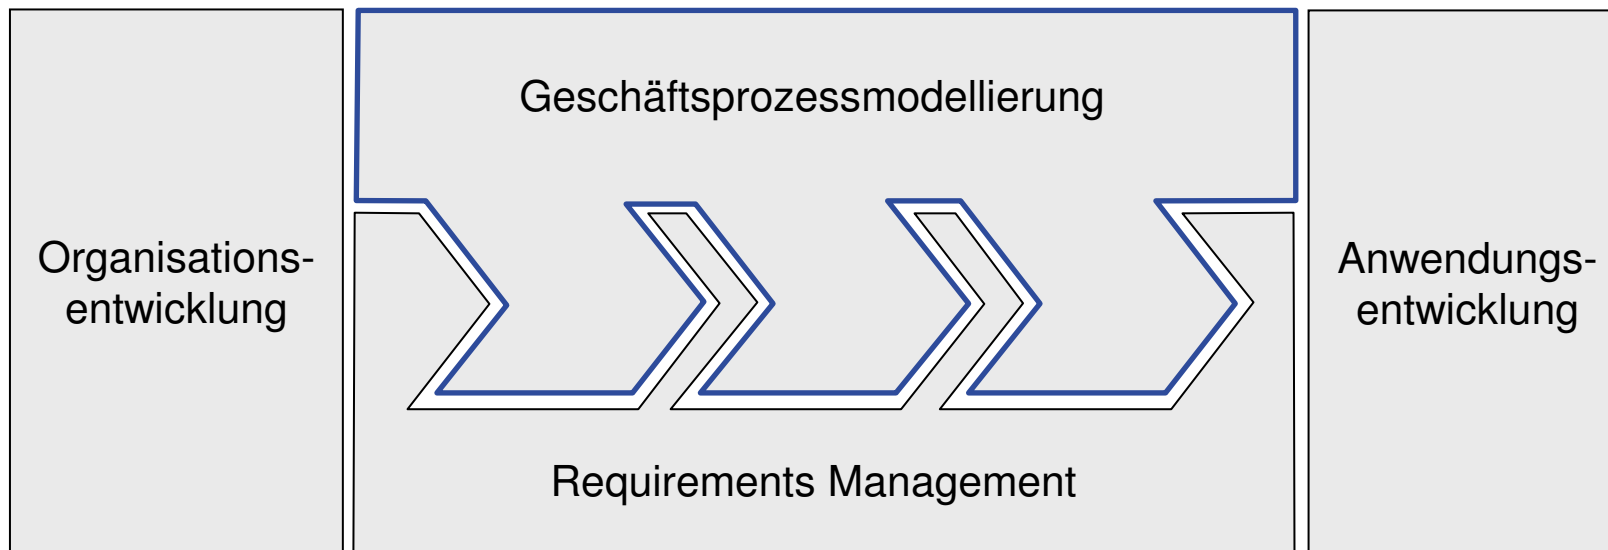 Geschäftsprozessmodellierung
Organisations-
entwicklung
Anwendungs-
entwicklung
Requirements Management